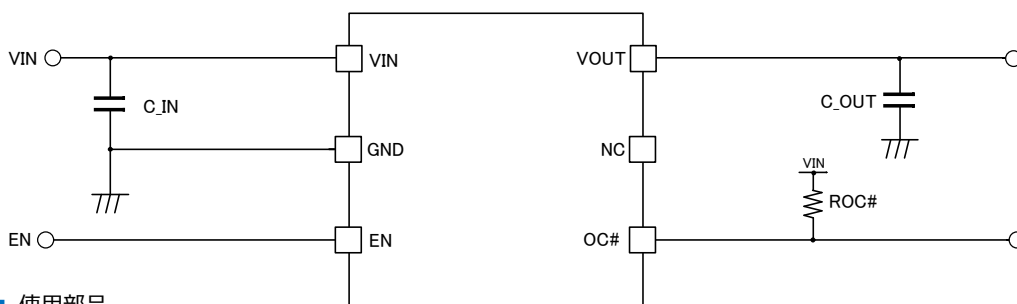 VIN
VIN
C_IN
GND
EN
EN
VOUT
C_OUT
NC
VIN
ROC#
OC#
使用部品